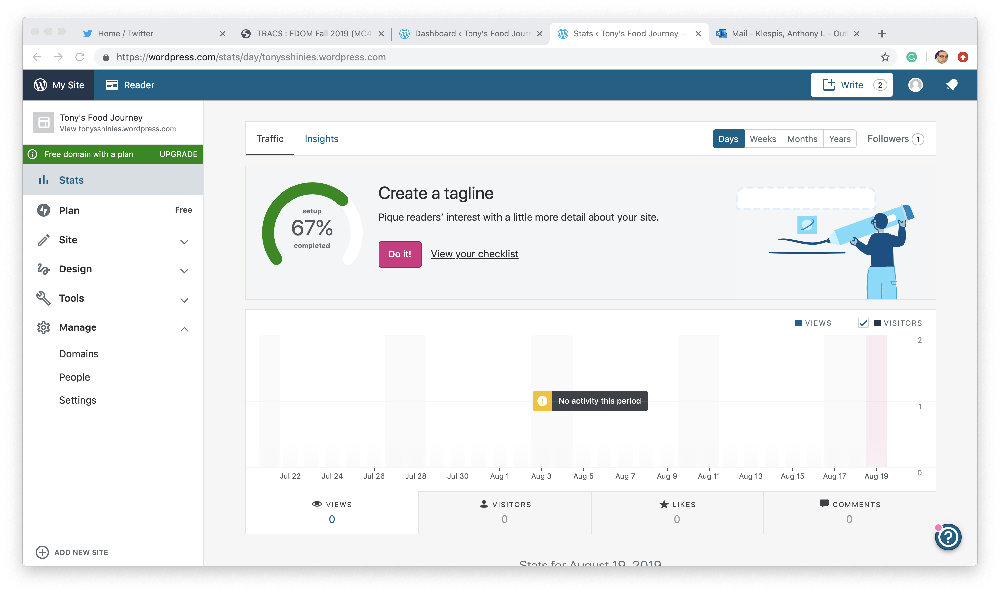 Home / Twitter
TRACS : FDOM Fall 2019 (MC4
Dashboard ‹ Tony's Food Journ
Stats ‹ Tony's Food Journey —
Mail - Klespis, Anthony L - Out
https://wordpress.com/stats/day/tonysshinies.wordpress.com
My Site
Reader
Write 2
Tony's Food Journey
View tonysshinies.wordpress.com
Free domain with a plan UPGRADE
Stats
Plan Free
Site
Design
Tools
Manage
Domains
People
Settings
ADD NEW SITE
Traffic Insights
Days Weeks Months Years Followers 1
setup
67%
completed
Create a tagline
Pique readers’ interest with a little more detail about your site.
Do it! View your checklist
VIEWS VISITORS
2
1
0
No activity this period
Jul 22 Jul 24 Jul 26 Jul 28 Jul 30 Aug 1 Aug 3 Aug 5 Aug 7 Aug 9 Aug 11 Aug 13 Aug 15 Aug 17 Aug 19
VIEWS VISITORS LIKES COMMENTS
0 0 0 0
Stats for August 19, 2019